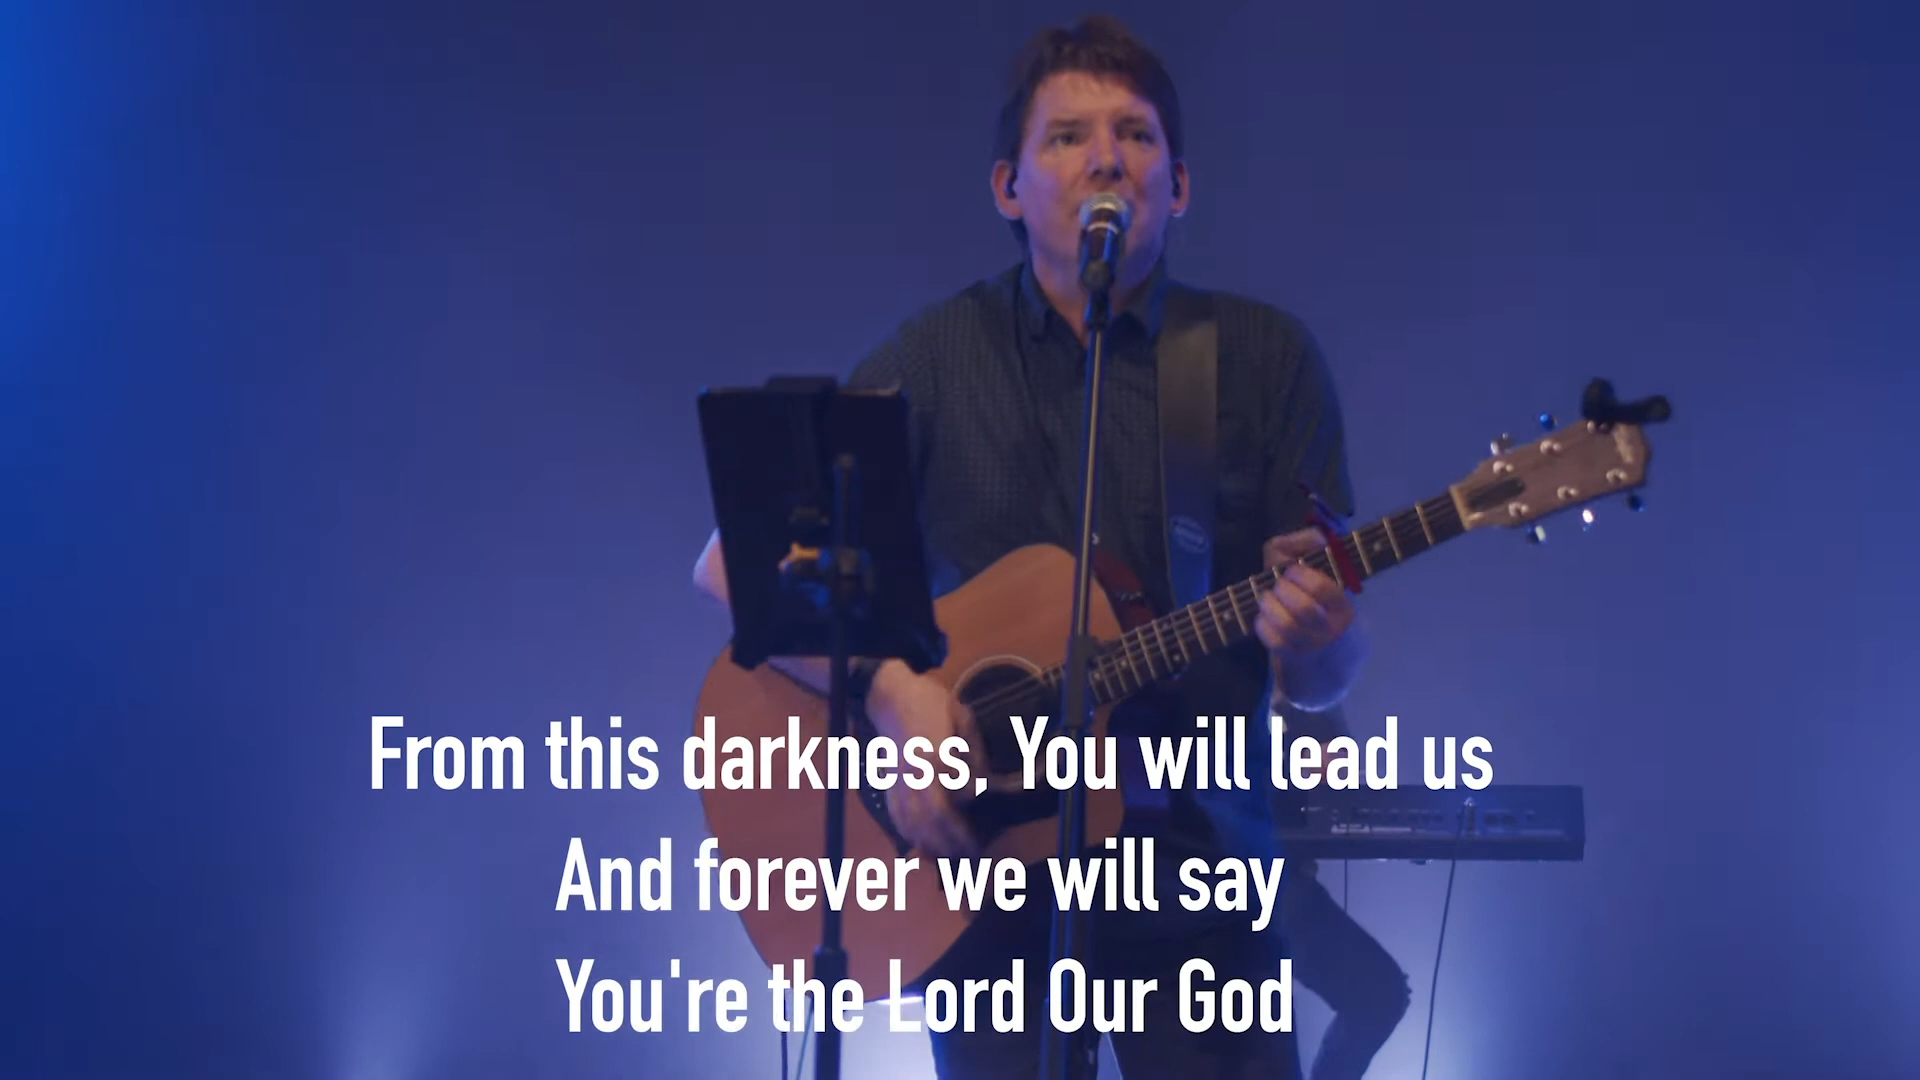 From this darkness, You will lead us
And forever we will say
You're the Lord Our God